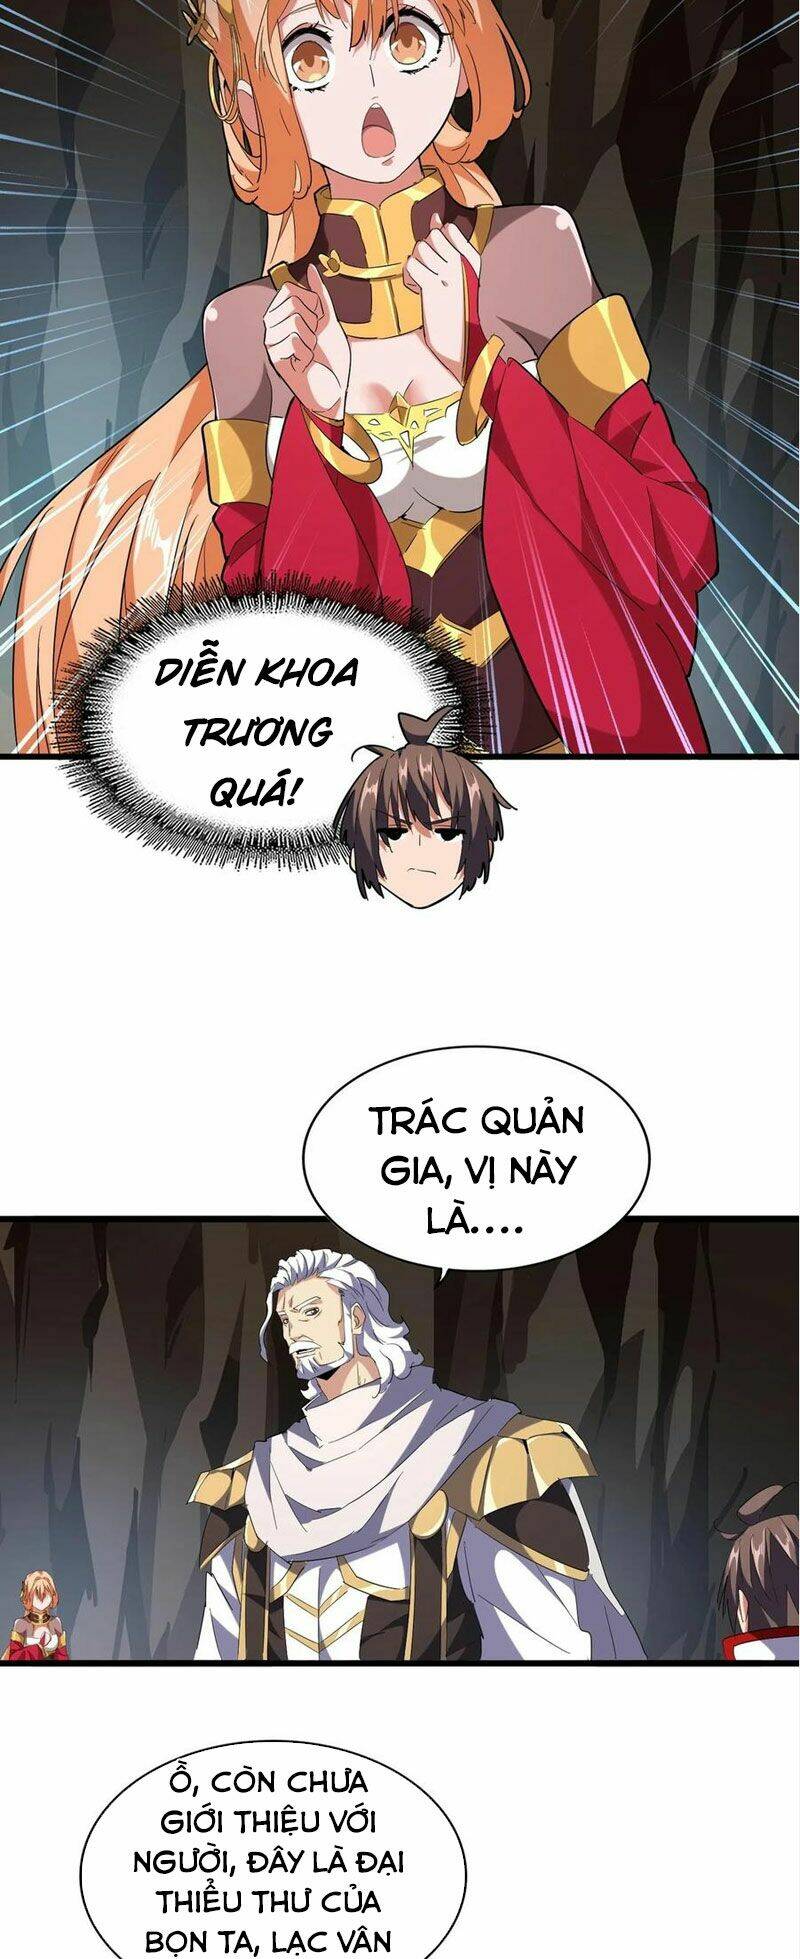 DIỄN KHOA
TRƯƠNG
QUÁ!
TRÁC QUẢN
GIA, VỊ NÀY
LÀ....
Ồ, CÒN CHƯA
GIỚI THIỆU VỚI
NGƯỜI, ĐÂY LÀ ĐẠI
THIỂU THƯ CỦA
BỌN TA, LẠC VÂN